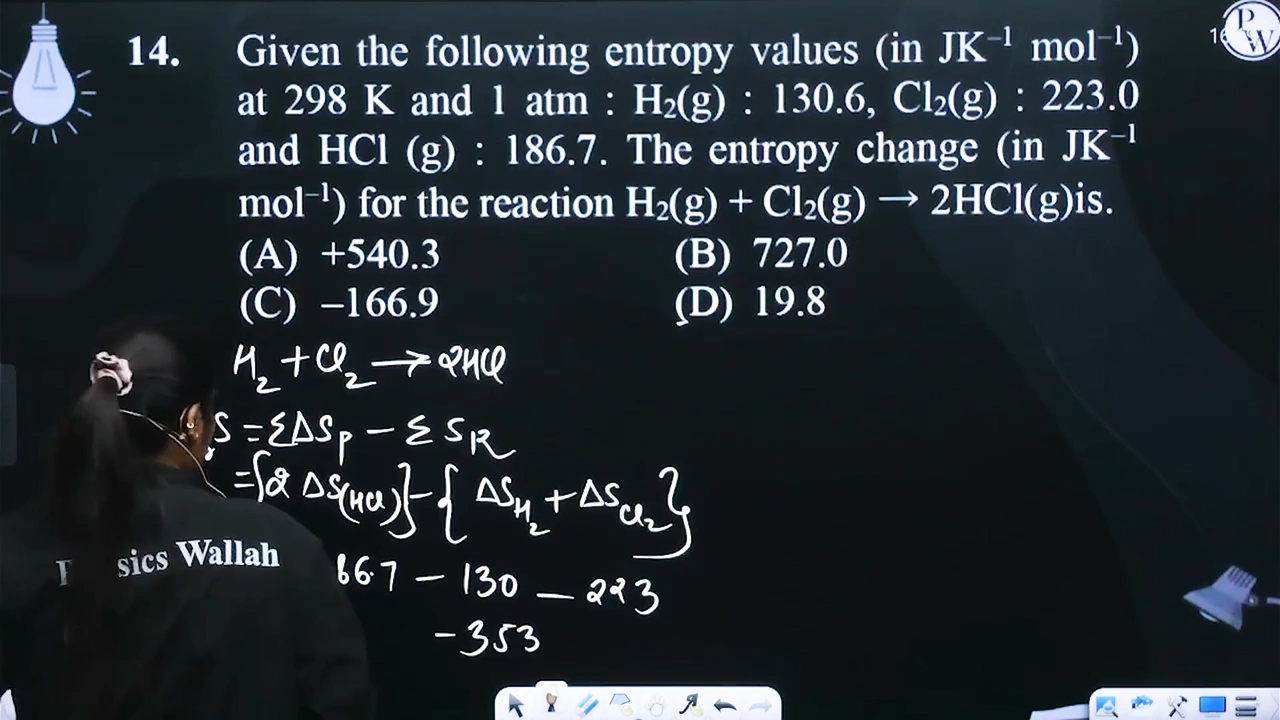 14. Given the following entropy values (in JK⁻¹ mol⁻¹)
at 298 K and 1 atm : H₂(g) : 130.6, Cl₂(g) : 223.0
and HCl (g) : 186.7. The entropy change (in JK⁻¹
mol⁻¹) for the reaction H₂(g) + Cl₂(g) → 2HCl(g)is.
(A) +540.3 (B) 727.0
(C) –166.9 (D) 19.8
H₂ + Cl₂ → 2HCl
S = ΣΔSp – ΣS_R
= {2 ΔS(HCl)} – {ΔS_H₂ + ΔS_Cl₂}
86.7 – 130 – 223
-353
sics Wallah
P
W